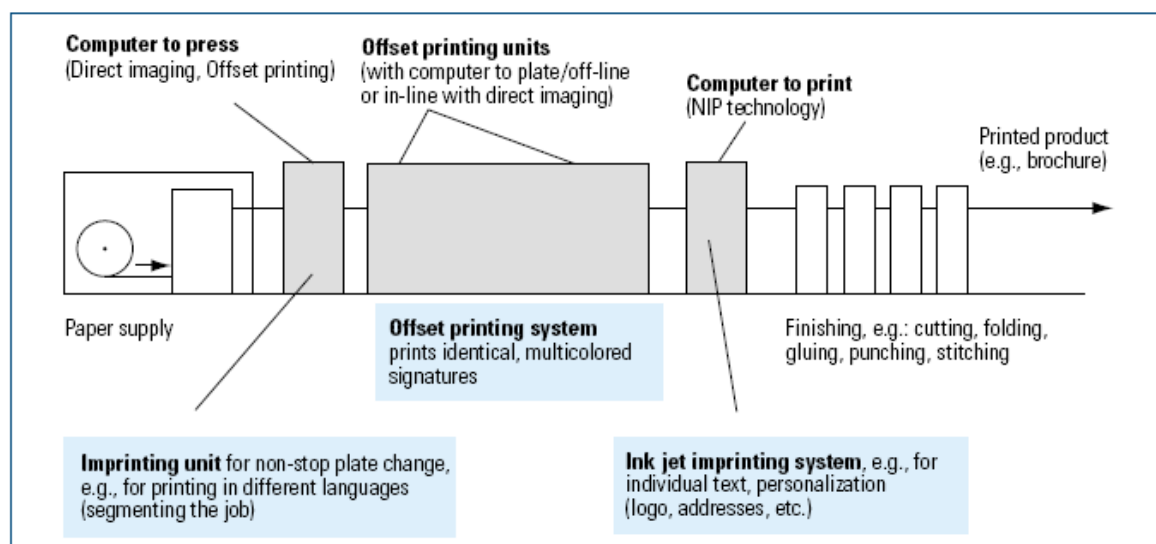 Computer to press
(Direct imaging, Offset printing)
Offset printing units
(with computer to plate/off-line
or in-line with direct imaging)
Computer to print
(NIP technology)
Printed product
(e.g., brochure)
Paper supply
Offset printing system
prints identical, multicolored
signatures
Finishing, e.g.: cutting, folding,
gluing, punching, stitching
Imprinting unit for non-stop plate change,
e.g., for printing in different languages
(segmenting the job)
Ink jet imprinting system, e.g., for
individual text, personalization
(logo, addresses, etc.)